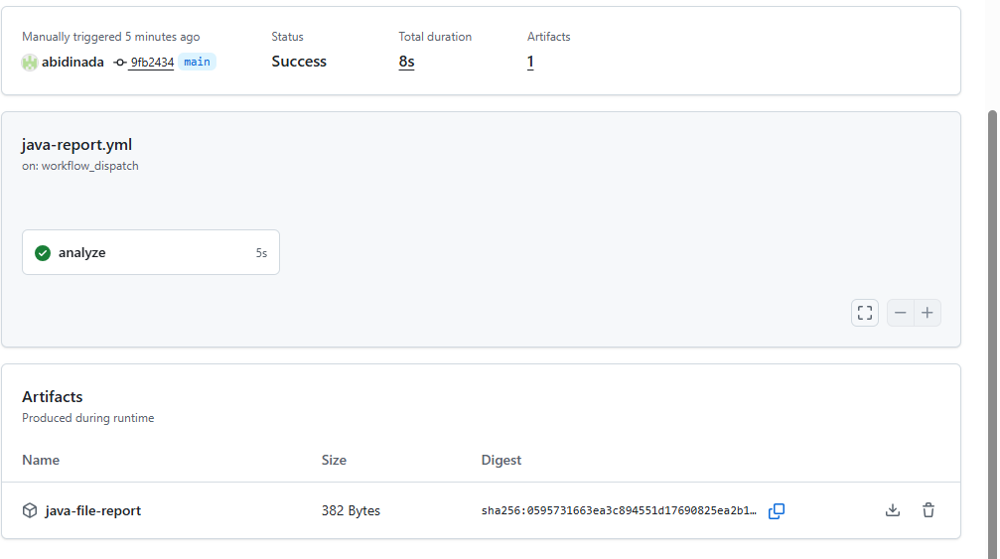 Manually triggered 5 minutes ago Status Total duration Artifacts
abidinada 9fb2434 main Success 8s 1
java-report.yml
on: workflow_dispatch
analyze 5s
Artifacts
Produced during runtime
Name Size Digest
java-file-report 382 Bytes sha256:0595731663ea3c894551d17690825ea2b1…